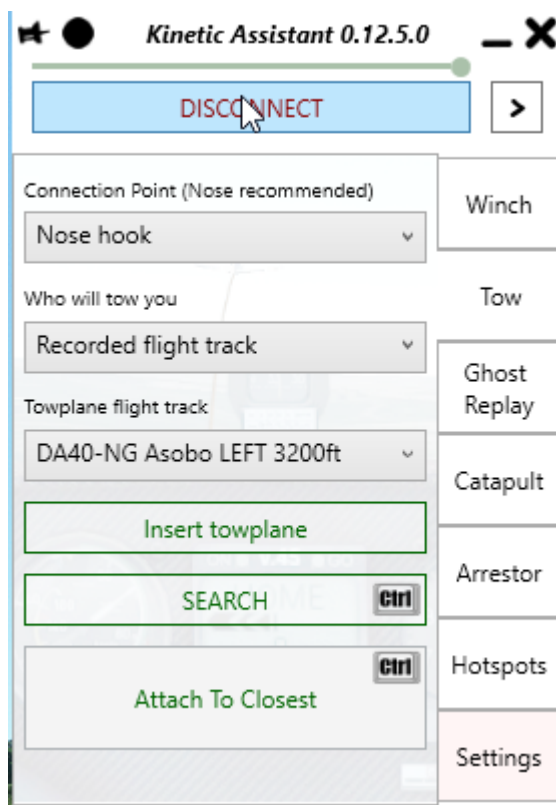 Kinetic Assistant 0.12.5.0
DISCONNECT
>
Connection Point (Nose recommended)
Nose hook
Who will tow you
Recorded flight track
Towplane flight track
DA40-NG Asobo LEFT 3200ft
Insert towplane
SEARCH
Ctrl
Ctrl
Attach To Closest
Winch
Tow
Ghost
Replay
Catapult
Arrestor
Hotspots
Settings